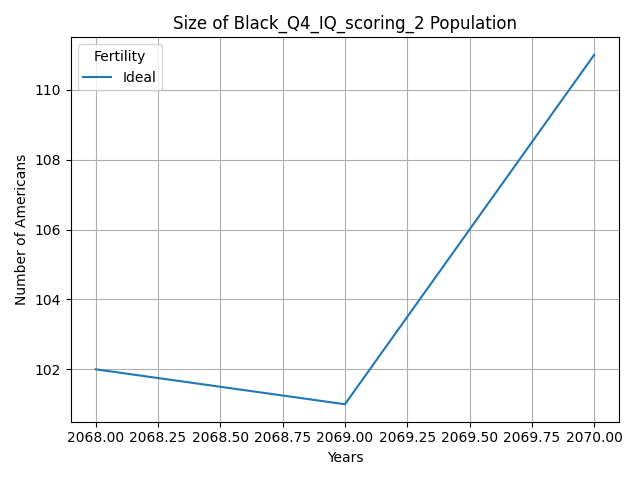 Size of Black_Q4_IQ_scoring_2 Population
Fertility
Ideal
Number of Americans
110
108
106
104
102
2068.00 2068.25 2068.50 2068.75 2069.00 2069.25 2069.50 2069.75 2070.00
Years